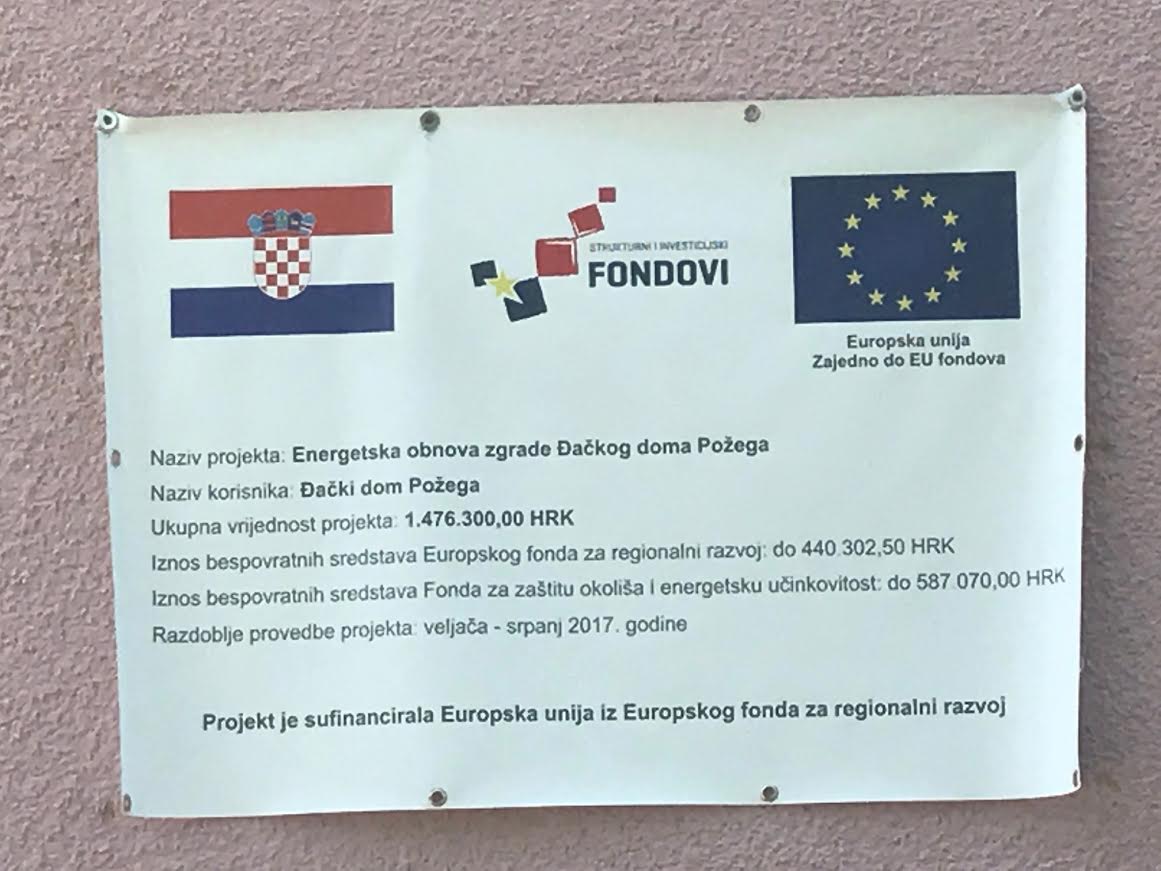 STRUKTURNI I INVESTICIJSKI
FONDOVI
Europska unija
Zajedno do EU fondova
Naziv projekta: Energetska obnova zgrade Đačkog doma Požega
Naziv korisnika: Đački dom Požega
Ukupna vrijednost projekta: 1.476.300,00 HRK
Iznos bespovratnih sredstava Europskog fonda za regionalni razvoj: do 440.302,50 HRK
Iznos bespovratnih sredstava Fonda za zaštitu okoliša i energetsku učinkovitost: do 587.070,00 HRK
Razdoblje provedbe projekta: veljača - srpanj 2017. godine
Projekt je sufinancirala Europska unija iz Europskog fonda za regionalni razvoj